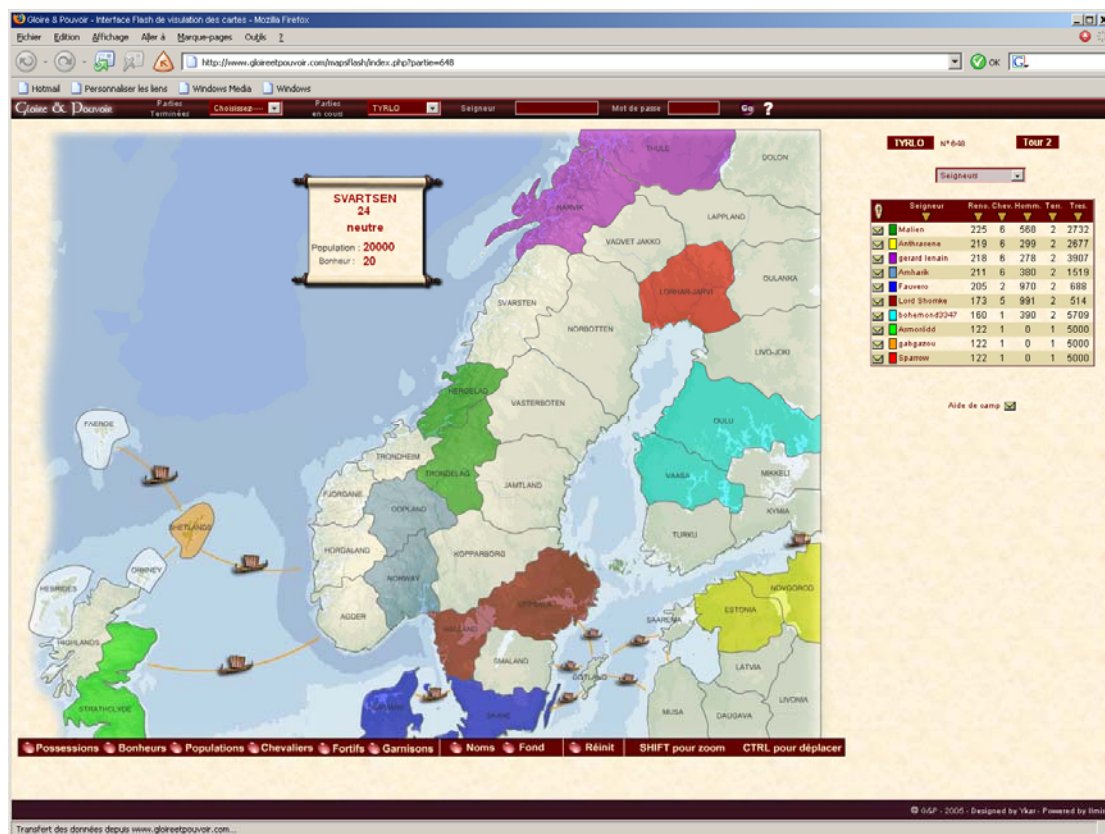 Gloire & Pouvoir - Interface Flash de visulation des cartes - Mozilla Firefox
Fichier Edition Affichage Aller à Marque-pages Outils ?
http://www.gloireetpouvoir.com/mapsflash/index.php?partie=648 OK
Hotmail Personnaliser les liens Windows Media Windows
Gloire & Pouvoir Parties Terminées Choisissez---- Parties en cours TYRLO Seigneur Mot de passe Go ?
TYRLO N°648 Tour 2
Seigneurs
Seigneur Reno. Chev. Homm. Terr. Tres.
Malien 225 6 568 2 2732
Anthracene 219 6 299 2 2677
gerard lenain 218 6 278 2 3907
Amharik 211 6 380 2 1519
Fauvero 205 2 970 2 688
Lord Shomke 173 5 991 2 514
bohemond3347 160 1 390 2 5709
122 1 0 1 5000
gabgazou 122 1 0 1 5000
Sparrow 122 1 0 1 5000
Aide de camp
SVARTSEN
24
neutre
Population : 20000
Bonheur : 20
THULE
DOLON
NARVIK
LAPPLAND
VADVET JAKKO
OULANKA
LORHAR-JARVI
SVARSTEN
NORBOTTEN
LIVO-JOKI
HERGELAD
VASTERBOTEN
OULU
FAEROE
TRONDHEIM
TRONDELAG
VAASA
MIKKELI
FJORGANE
JAMTLAND
OOPLAND
KYMIA
SHETLANDS
TURKU
HORGALAND
KOPPARBORG
ORKNEY
NORWAY
HEBRIDES
NOVGOROD
ESTONIA
AGDER
SAAREMA
HIGHLANDS
SMALAND
LATVIA
GOTLAND
LIVONIA
STRATHCLYDE
SKANE
MUSA
DAUGAVA
Possessions Bonheurs Populations Chevaliers Fortifs Garnisons Noms Fond Réinit SHIFT pour zoom CTRL pour déplacer
© G&P - 2005 - Designed by Ykar - Powered by Ilmin
Transfert des données depuis www.gloireetpouvoir.com...